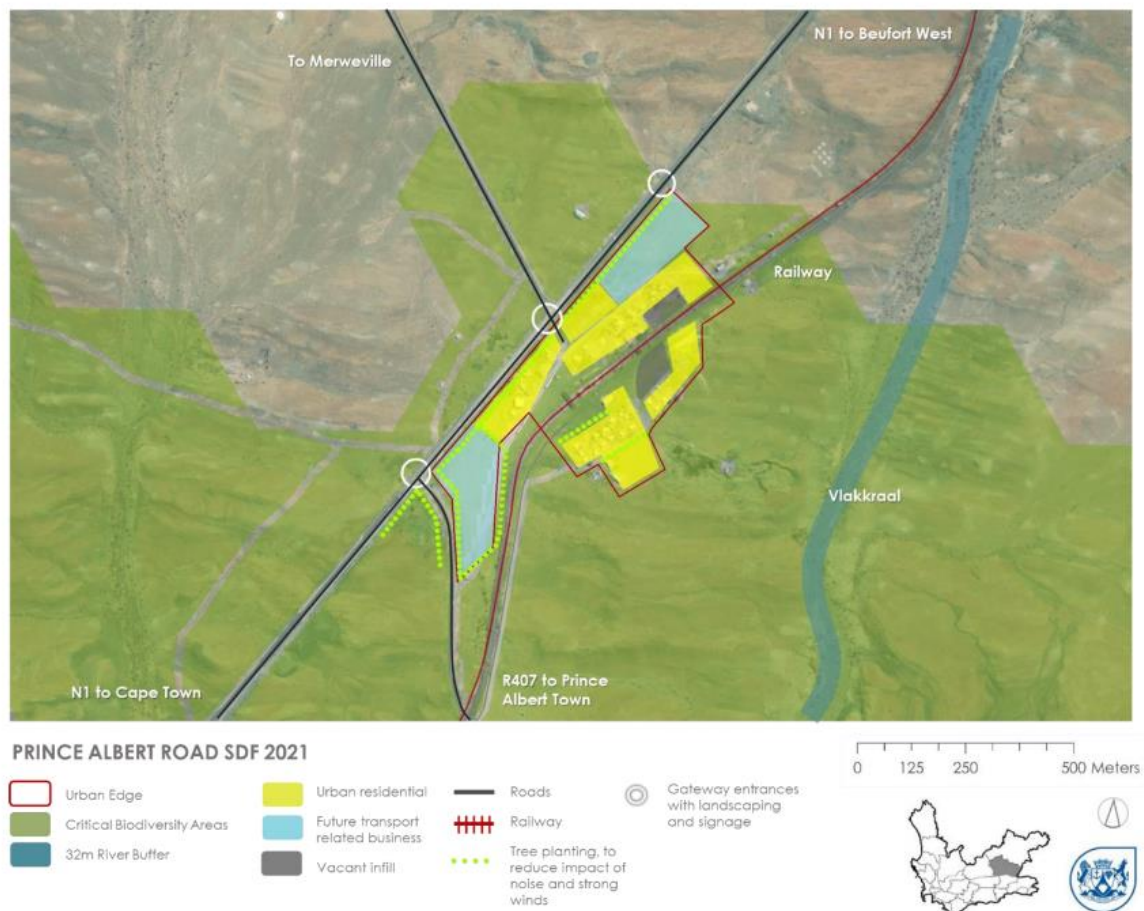 To Merweville
N1 to Beufort West
Railway
Vlakkraal
N1 to Cape Town
R407 to Prince
Albert Town
PRINCE ALBERT ROAD SDF 2021
Urban Edge
Critical Biodiversity Areas
32m River Buffer
Urban residential
Future transport
related business
Vacant infill
Roads
Railway
Tree planting, to
reduce impact of
noise and strong
winds
Gateway entrances
with landscaping
and signage
0 125 250 500 Meters